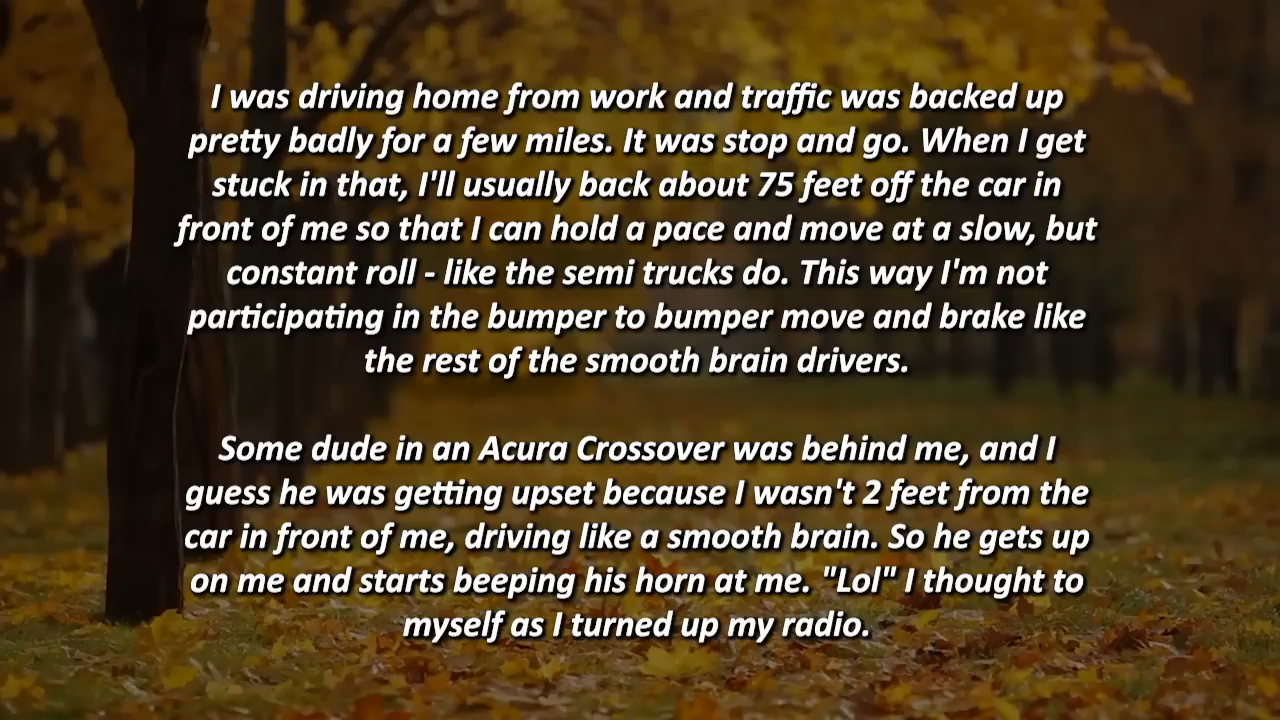 I was driving home from work and traffic was backed up
pretty badly for a few miles. It was stop and go. When I get
stuck in that, I'll usually back about 75 feet off the car in
front of me so that I can hold a pace and move at a slow, but
constant roll - like the semi trucks do. This way I'm not
participating in the bumper to bumper move and brake like
the rest of the smooth brain drivers.
Some dude in an Acura Crossover was behind me, and I
guess he was getting upset because I wasn't 2 feet from the
car in front of me, driving like a smooth brain. So he gets up
on me and starts beeping his horn at me. "Lol" I thought to
myself as I turned up my radio.